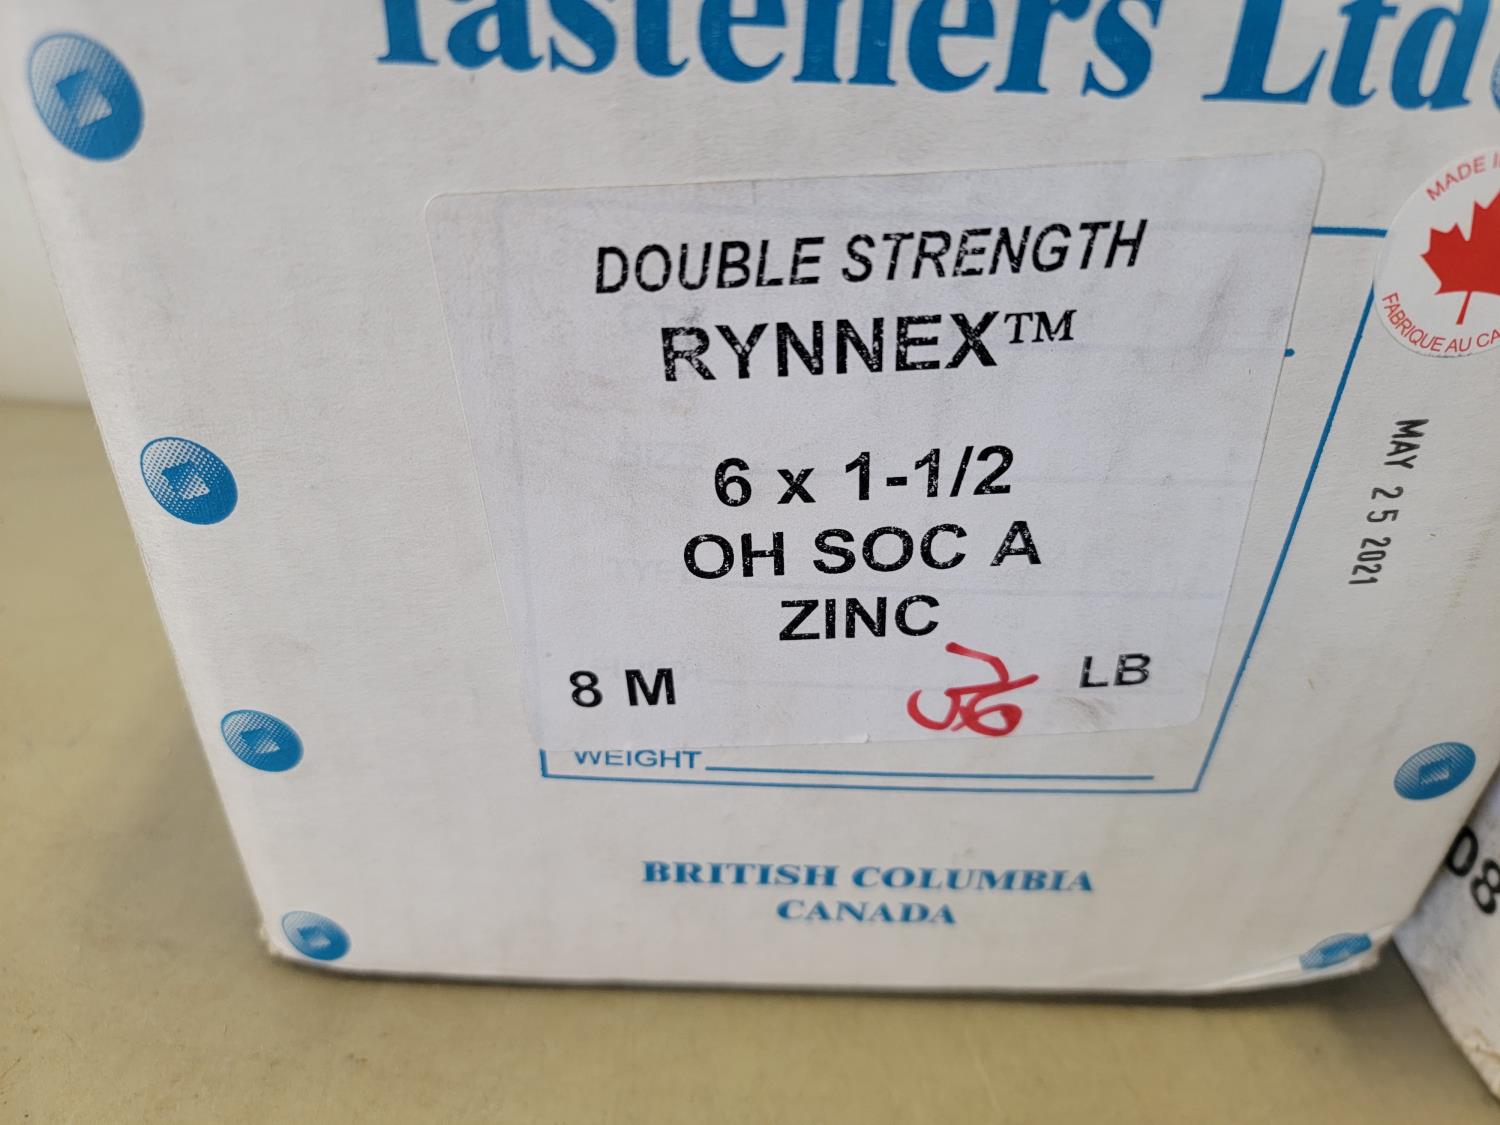 fasteners Ltd
MADE I
FABRIQUE AU CA
DOUBLE STRENGTH
RYNNEX™
6 x 1-1/2
OH SOC A
ZINC
8 M LB
MAY 25 2021
WEIGHT
BRITISH COLUMBIA
CANADA
08